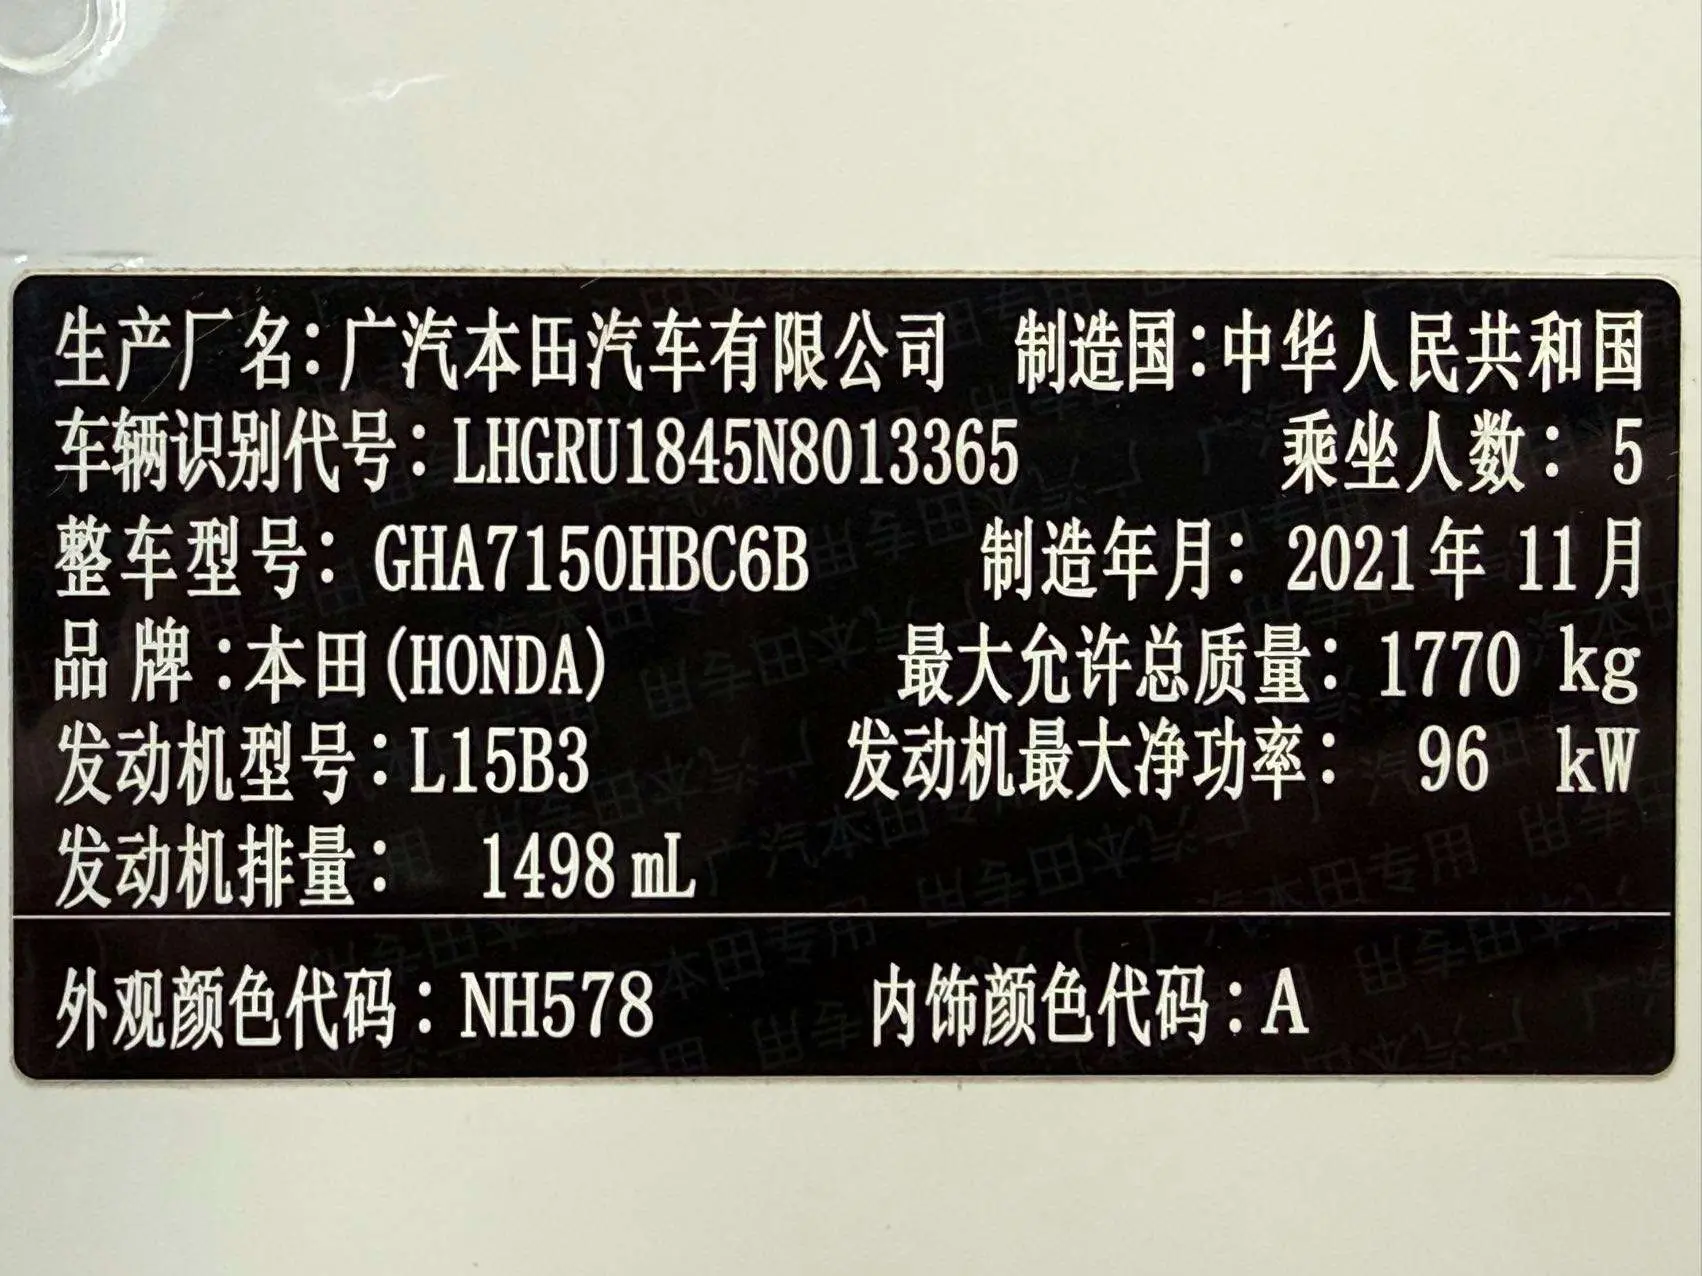 生产厂名：广汽本田汽车有限公司 制造国：中华人民共和国
车辆识别代号：LHGRU1845N8013365 乘坐人数：5
整车型号：GHA7150HBC6B 制造年月：2021年11月
品牌：本田(HONDA) 最大允许总质量：1770 kg
发动机型号：L15B3 发动机最大净功率：96 kW
发动机排量：1498mL
外观颜色代码：NH578 内饰颜色代码：A